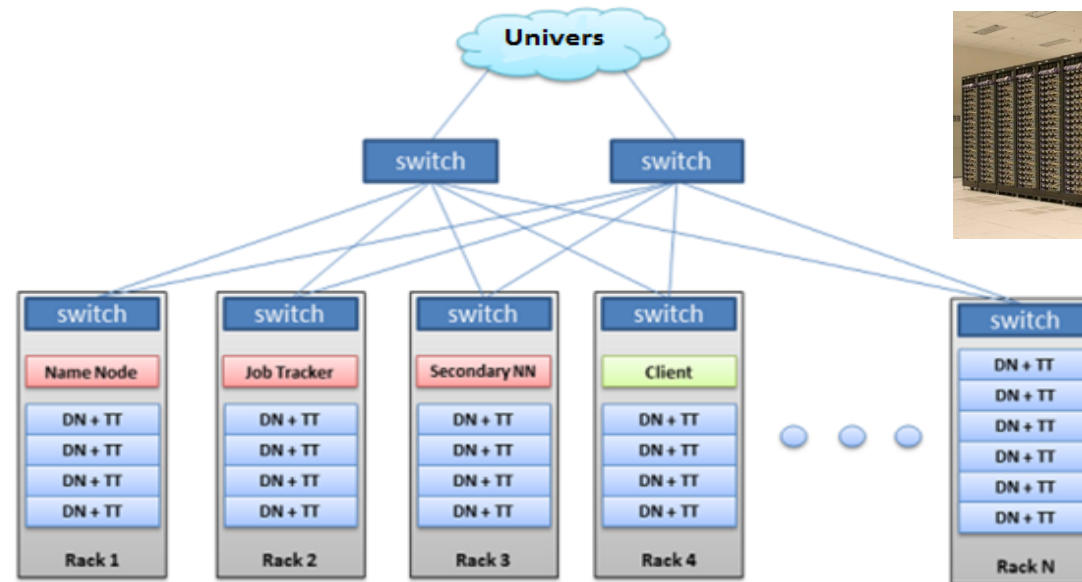 Univers
switch
switch
switch
switch
switch
switch
switch
Name Node
Job Tracker
Secondary NN
Client
DN + TT
DN + TT
DN + TT
DN + TT
Rack 1
DN + TT
DN + TT
DN + TT
DN + TT
Rack 2
DN + TT
DN + TT
DN + TT
DN + TT
Rack 3
DN + TT
DN + TT
DN + TT
DN + TT
Rack 4
DN + TT
DN + TT
DN + TT
DN + TT
DN + TT
DN + TT
Rack N